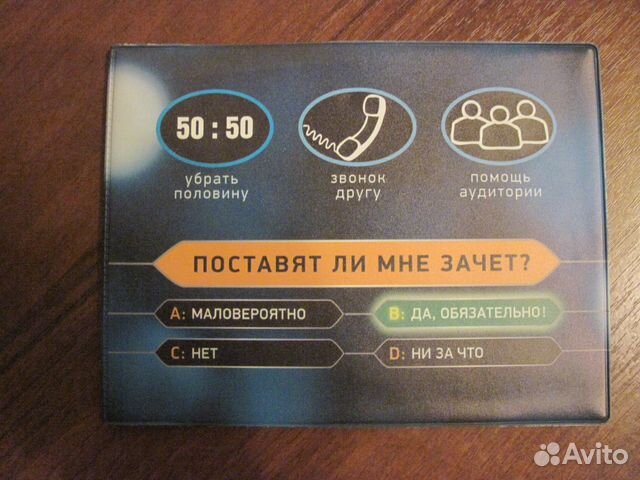 50 : 50
убрать половину
звонок другу
помощь аудитории
ПОСТАВЯТ ЛИ МНЕ ЗАЧЕТ?
A: МАЛОВЕРОЯТНО
B: ДА, ОБЯЗАТЕЛЬНО!
C: НЕТ
D: НИ ЗА ЧТО
Avito